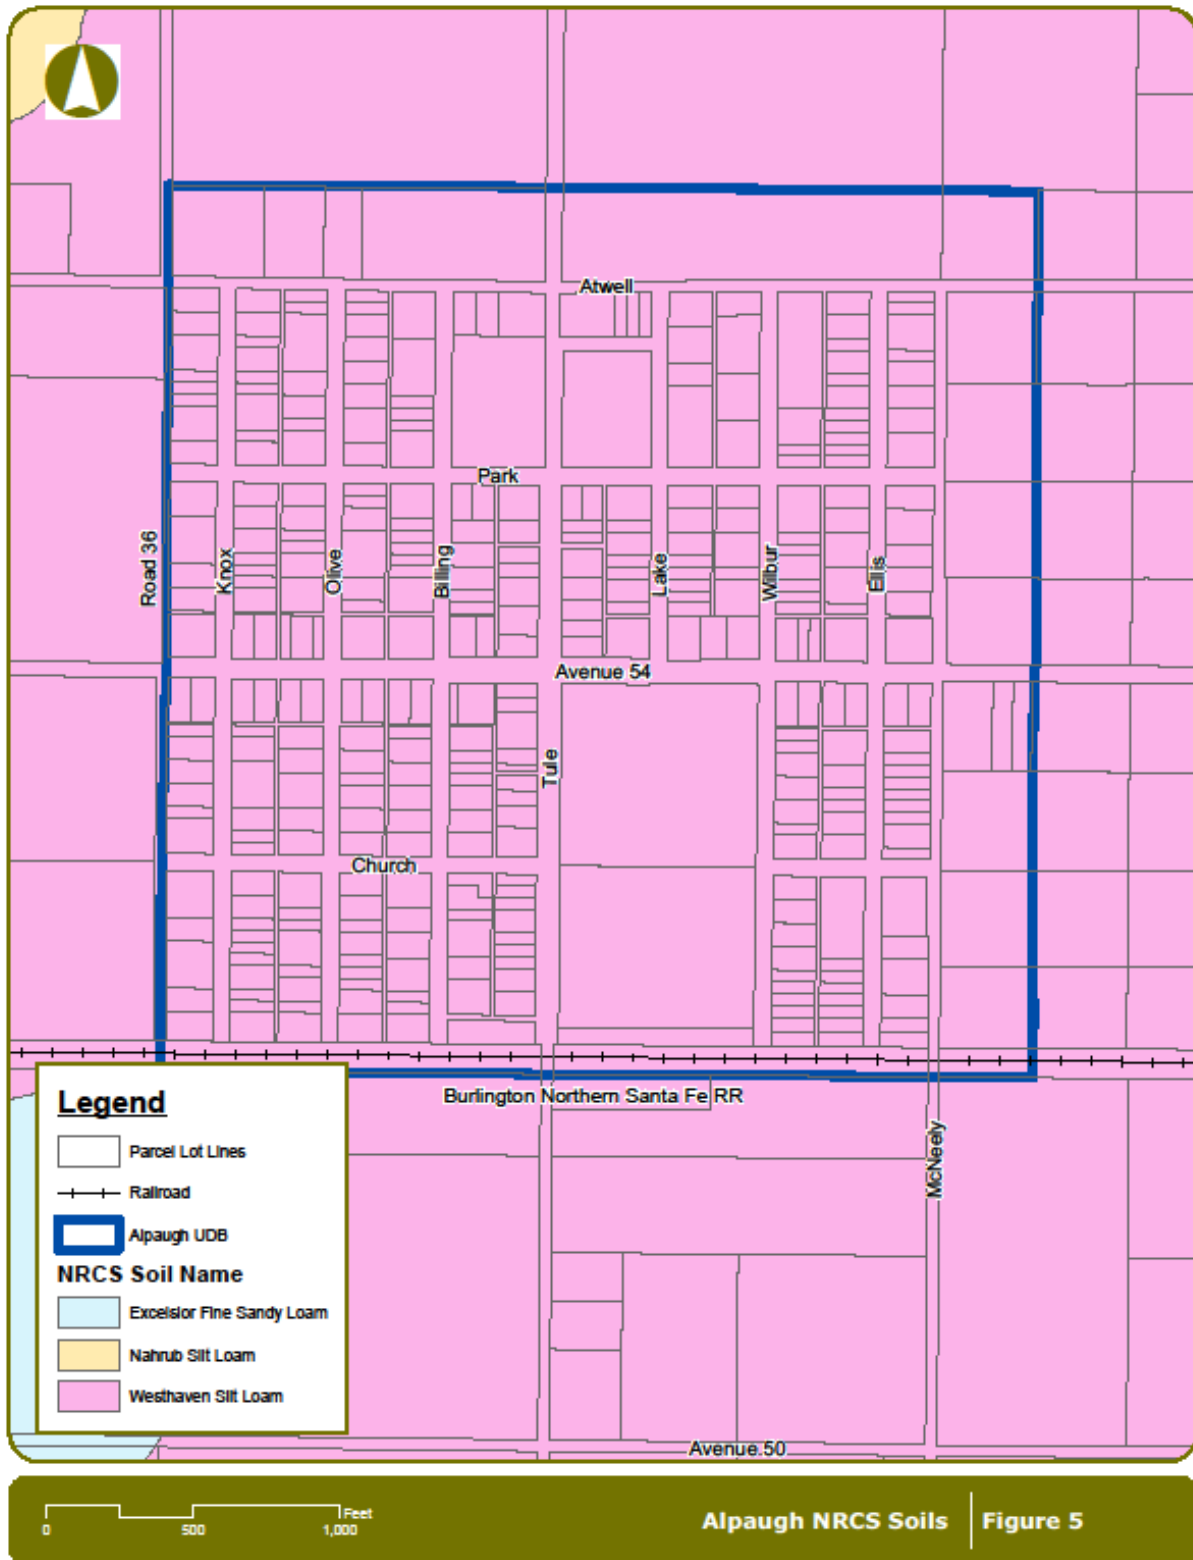 Atwell
Park
Road 36
Knox
Olive
Billing
Lake
Wilbur
Ellis
Avenue 54
Tule
Church
Burlington Northern Santa Fe RR
McNeely
Legend
Parcel Lot Lines
Railroad
Alpaugh UDB
NRCS Soil Name
Excelsior Fine Sandy Loam
Nahrub Silt Loam
Westhaven Silt Loam
Avenue 50
Feet
0 500 1,000
Alpaugh NRCS Soils Figure 5